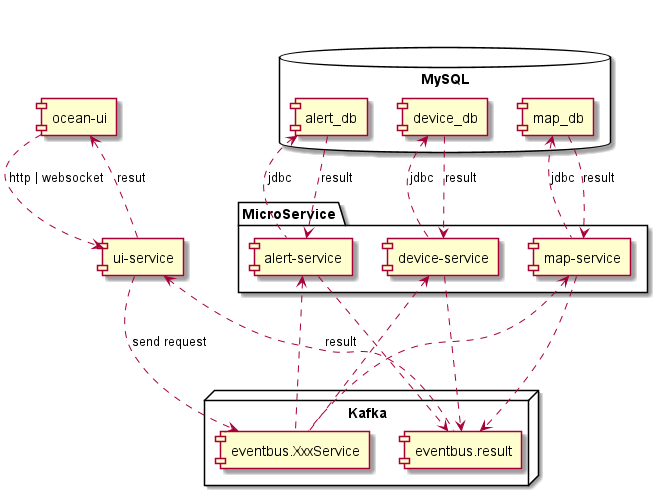 MySQL
ocean-ui
alert_db
device_db
map_db
http | websocket
resut
jdbc
result
jdbc
result
jdbc
result
MicroService
ui-service
alert-service
device-service
map-service
send request
result
Kafka
eventbus.XxxService
eventbus.result